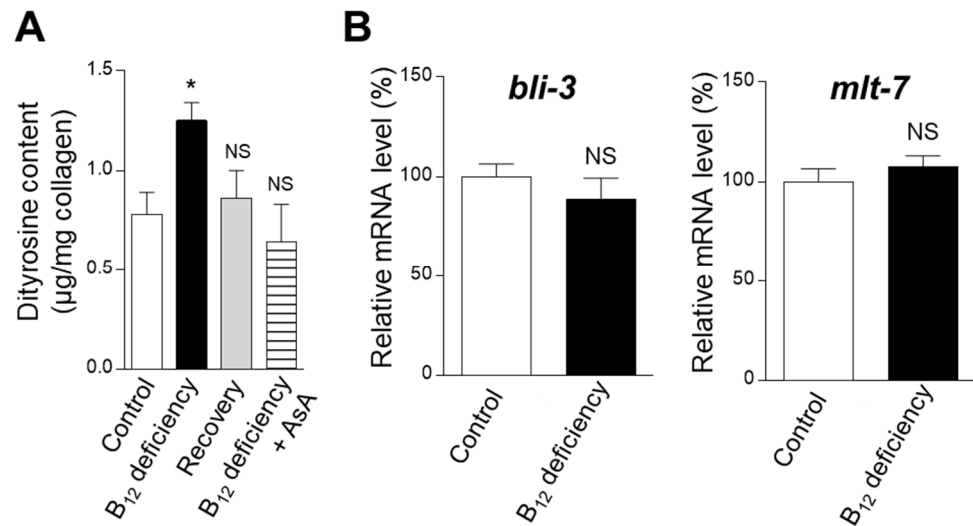 A
Dityrosine content
(μg/mg collagen)
1.5
1.0
0.5
0.0
*
NS
NS
Control
B₁₂ deficiency
Recovery
B₁₂ deficiency
+ AsA
B
Relative mRNA level (%)
150
100
50
0
bli-3
NS
Control
B₁₂ deficiency
Relative mRNA level (%)
150
100
50
0
mlt-7
NS
Control
B₁₂ deficiency